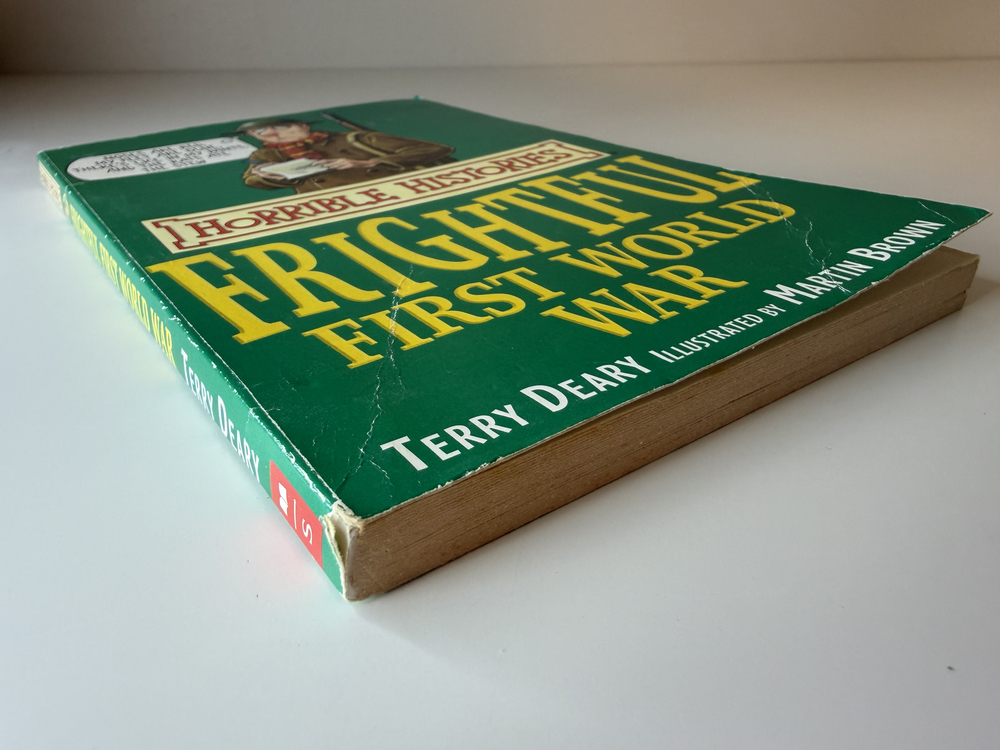 HORRIBLE HISTORIES
FRIGHTFUL
FIRST WORLD
WAR
TERRY DEARY ILLUSTRATED BY MARTIN BROWN
FRIGHTFUL FIRST WORLD WAR TERRY DEARY
S